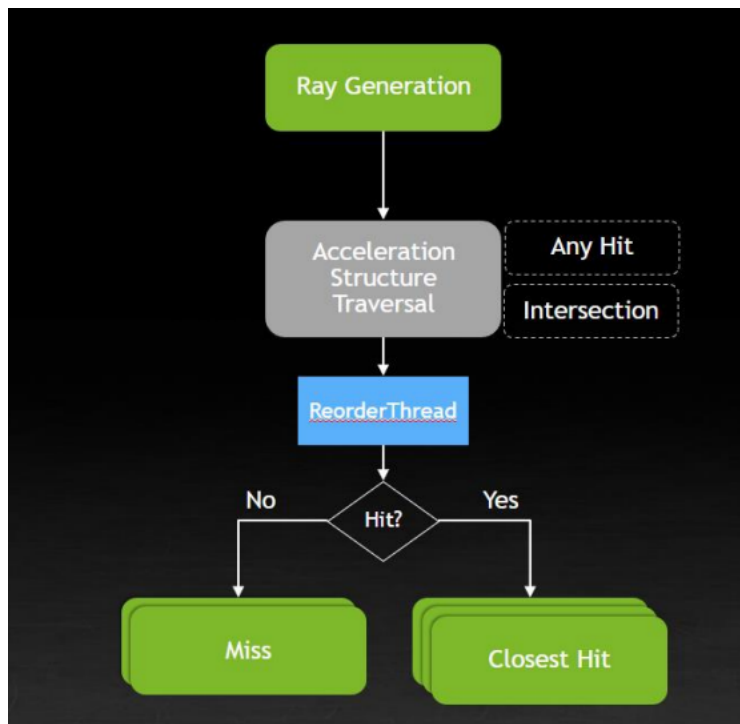 Ray Generation
Acceleration
Structure
Traversal
Any Hit
Intersection
ReorderThread
Hit?
No
Yes
Miss
Closest Hit